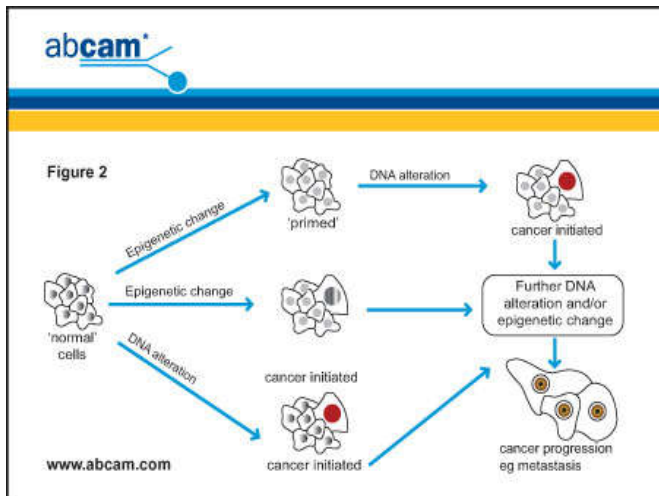 abcam
Figure 2
DNA alteration
'primed'
cancer initiated
Epigenetic change
Epigenetic change
Further DNA
alteration and/or
epigenetic change
'normal'
cells
DNA alteration
cancer initiated
cancer initiated
cancer progression
eg metastasis
www.abcam.com